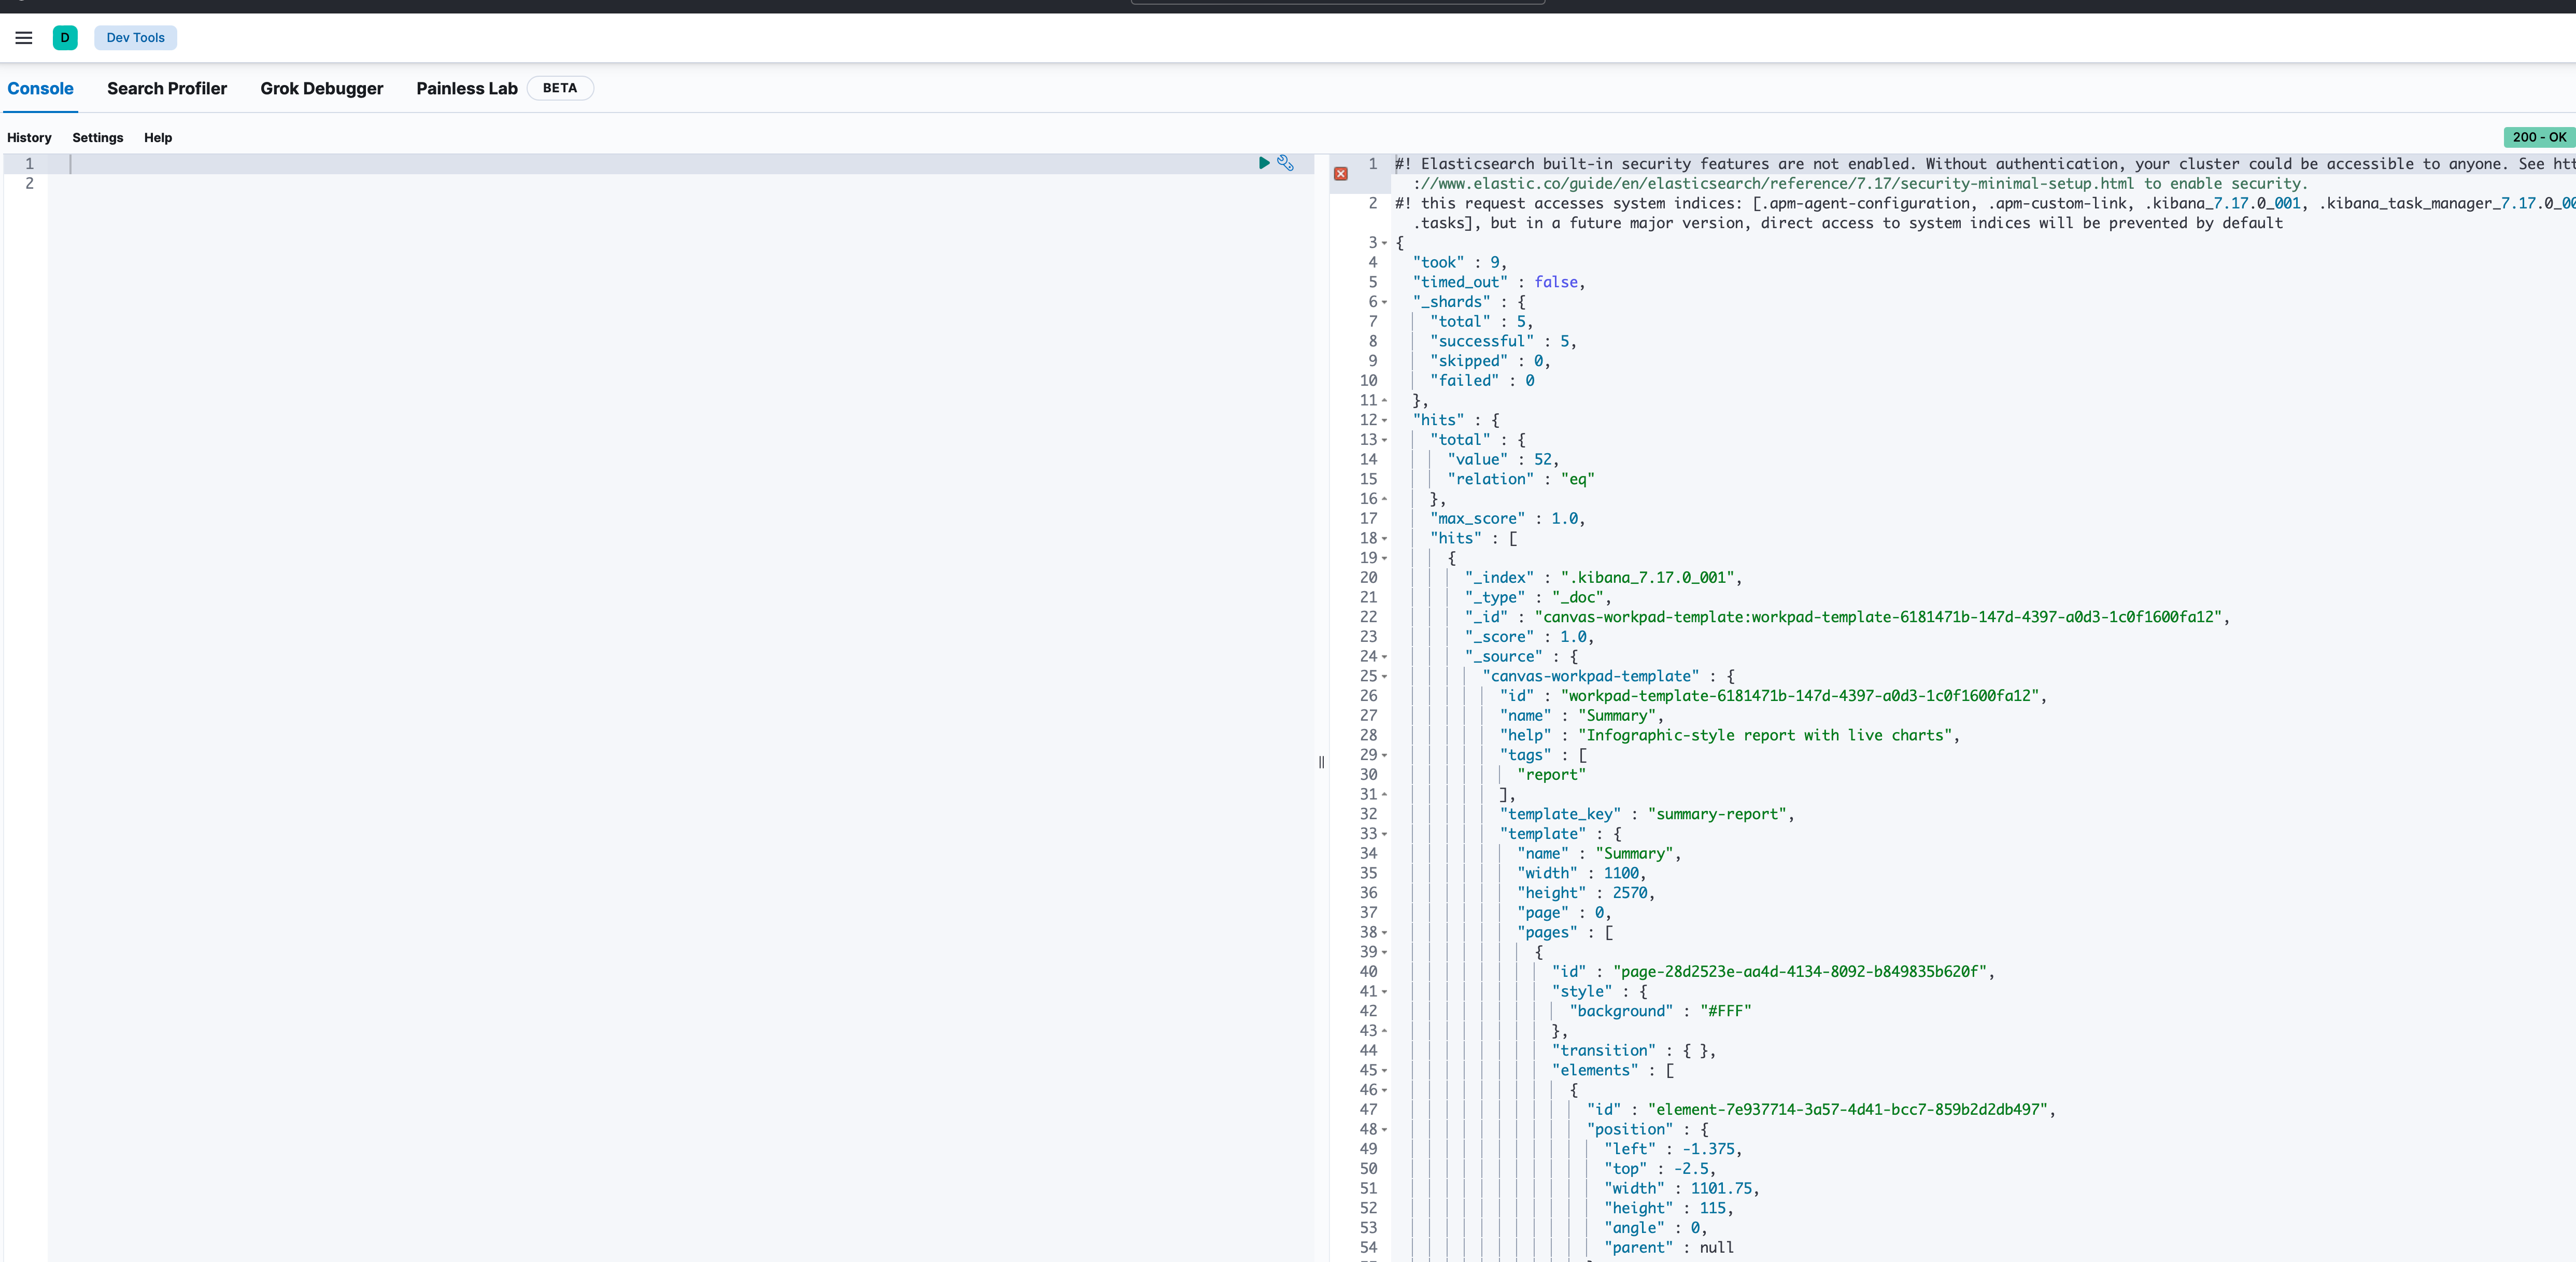 D Dev Tools
Console Search Profiler Grok Debugger Painless Lab BETA
History Settings Help
200 - OK
1
2
1 #! Elasticsearch built-in security features are not enabled. Without authentication, your cluster could be accessible to anyone. See htt
://www.elastic.co/guide/en/elasticsearch/reference/7.17/security-minimal-setup.html to enable security.
2 #! this request accesses system indices: [.apm-agent-configuration, .apm-custom-link, .kibana_7.17.0_001, .kibana_task_manager_7.17.0_00
.tasks], but in a future major version, direct access to system indices will be prevented by default
3 {
4 "took" : 9,
5 "timed_out" : false,
6 "_shards" : {
7 "total" : 5,
8 "successful" : 5,
9 "skipped" : 0,
10 "failed" : 0
11 },
12 "hits" : {
13 "total" : {
14 "value" : 52,
15 "relation" : "eq"
16 },
17 "max_score" : 1.0,
18 "hits" : [
19 {
20 "_index" : ".kibana_7.17.0_001",
21 "_type" : "_doc",
22 "_id" : "canvas-workpad-template:workpad-template-6181471b-147d-4397-a0d3-1c0f1600fa12",
23 "_score" : 1.0,
24 "_source" : {
25 "canvas-workpad-template" : {
26 "id" : "workpad-template-6181471b-147d-4397-a0d3-1c0f1600fa12",
27 "name" : "Summary",
28 "help" : "Infographic-style report with live charts",
29 "tags" : [
30 "report"
31 ],
32 "template_key" : "summary-report",
33 "template" : {
34 "name" : "Summary",
35 "width" : 1100,
36 "height" : 2570,
37 "page" : 0,
38 "pages" : [
39 {
40 "id" : "page-28d2523e-aa4d-4134-8092-b849835b620f",
41 "style" : {
42 "background" : "#FFF"
43 },
44 "transition" : { },
45 "elements" : [
46 {
47 "id" : "element-7e937714-3a57-4d41-bcc7-859b2d2db497",
48 "position" : {
49 "left" : -1.375,
50 "top" : -2.5,
51 "width" : 1101.75,
52 "height" : 115,
53 "angle" : 0,
54 "parent" : null